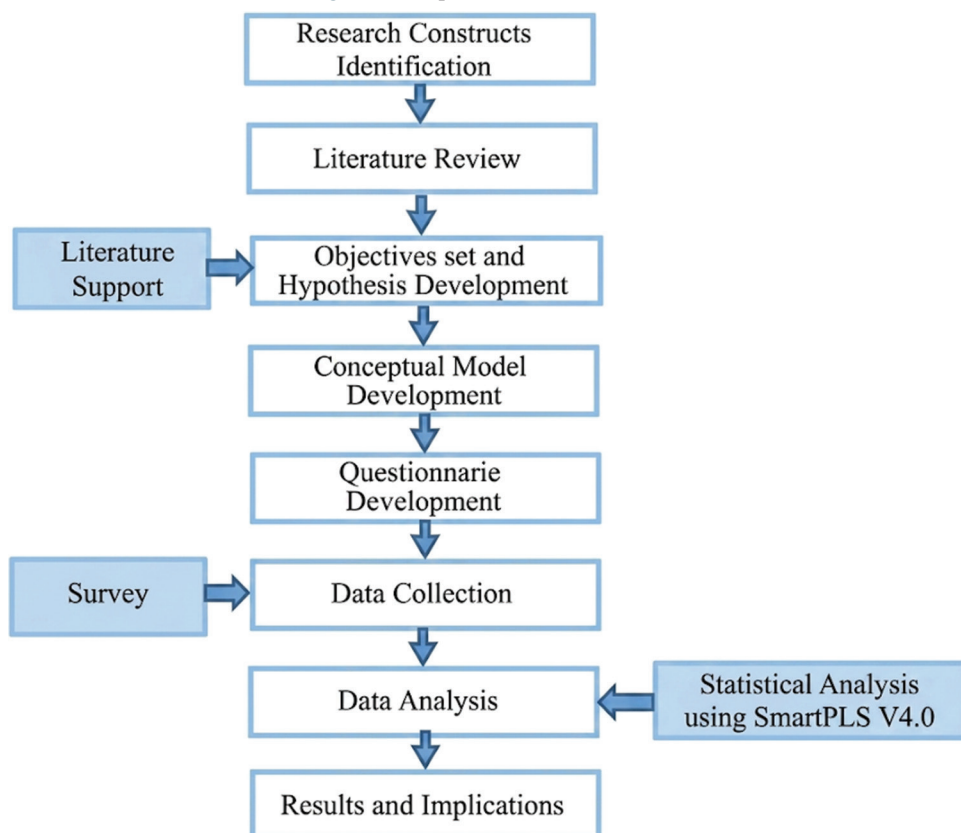 Research Constructs
Identification
Literature Review
Literature
Support
Objectives set and
Hypothesis Development
Conceptual Model
Development
Questionnarie
Development
Survey
Data Collection
Data Analysis
Statistical Analysis
using SmartPLS V4.0
Results and Implications